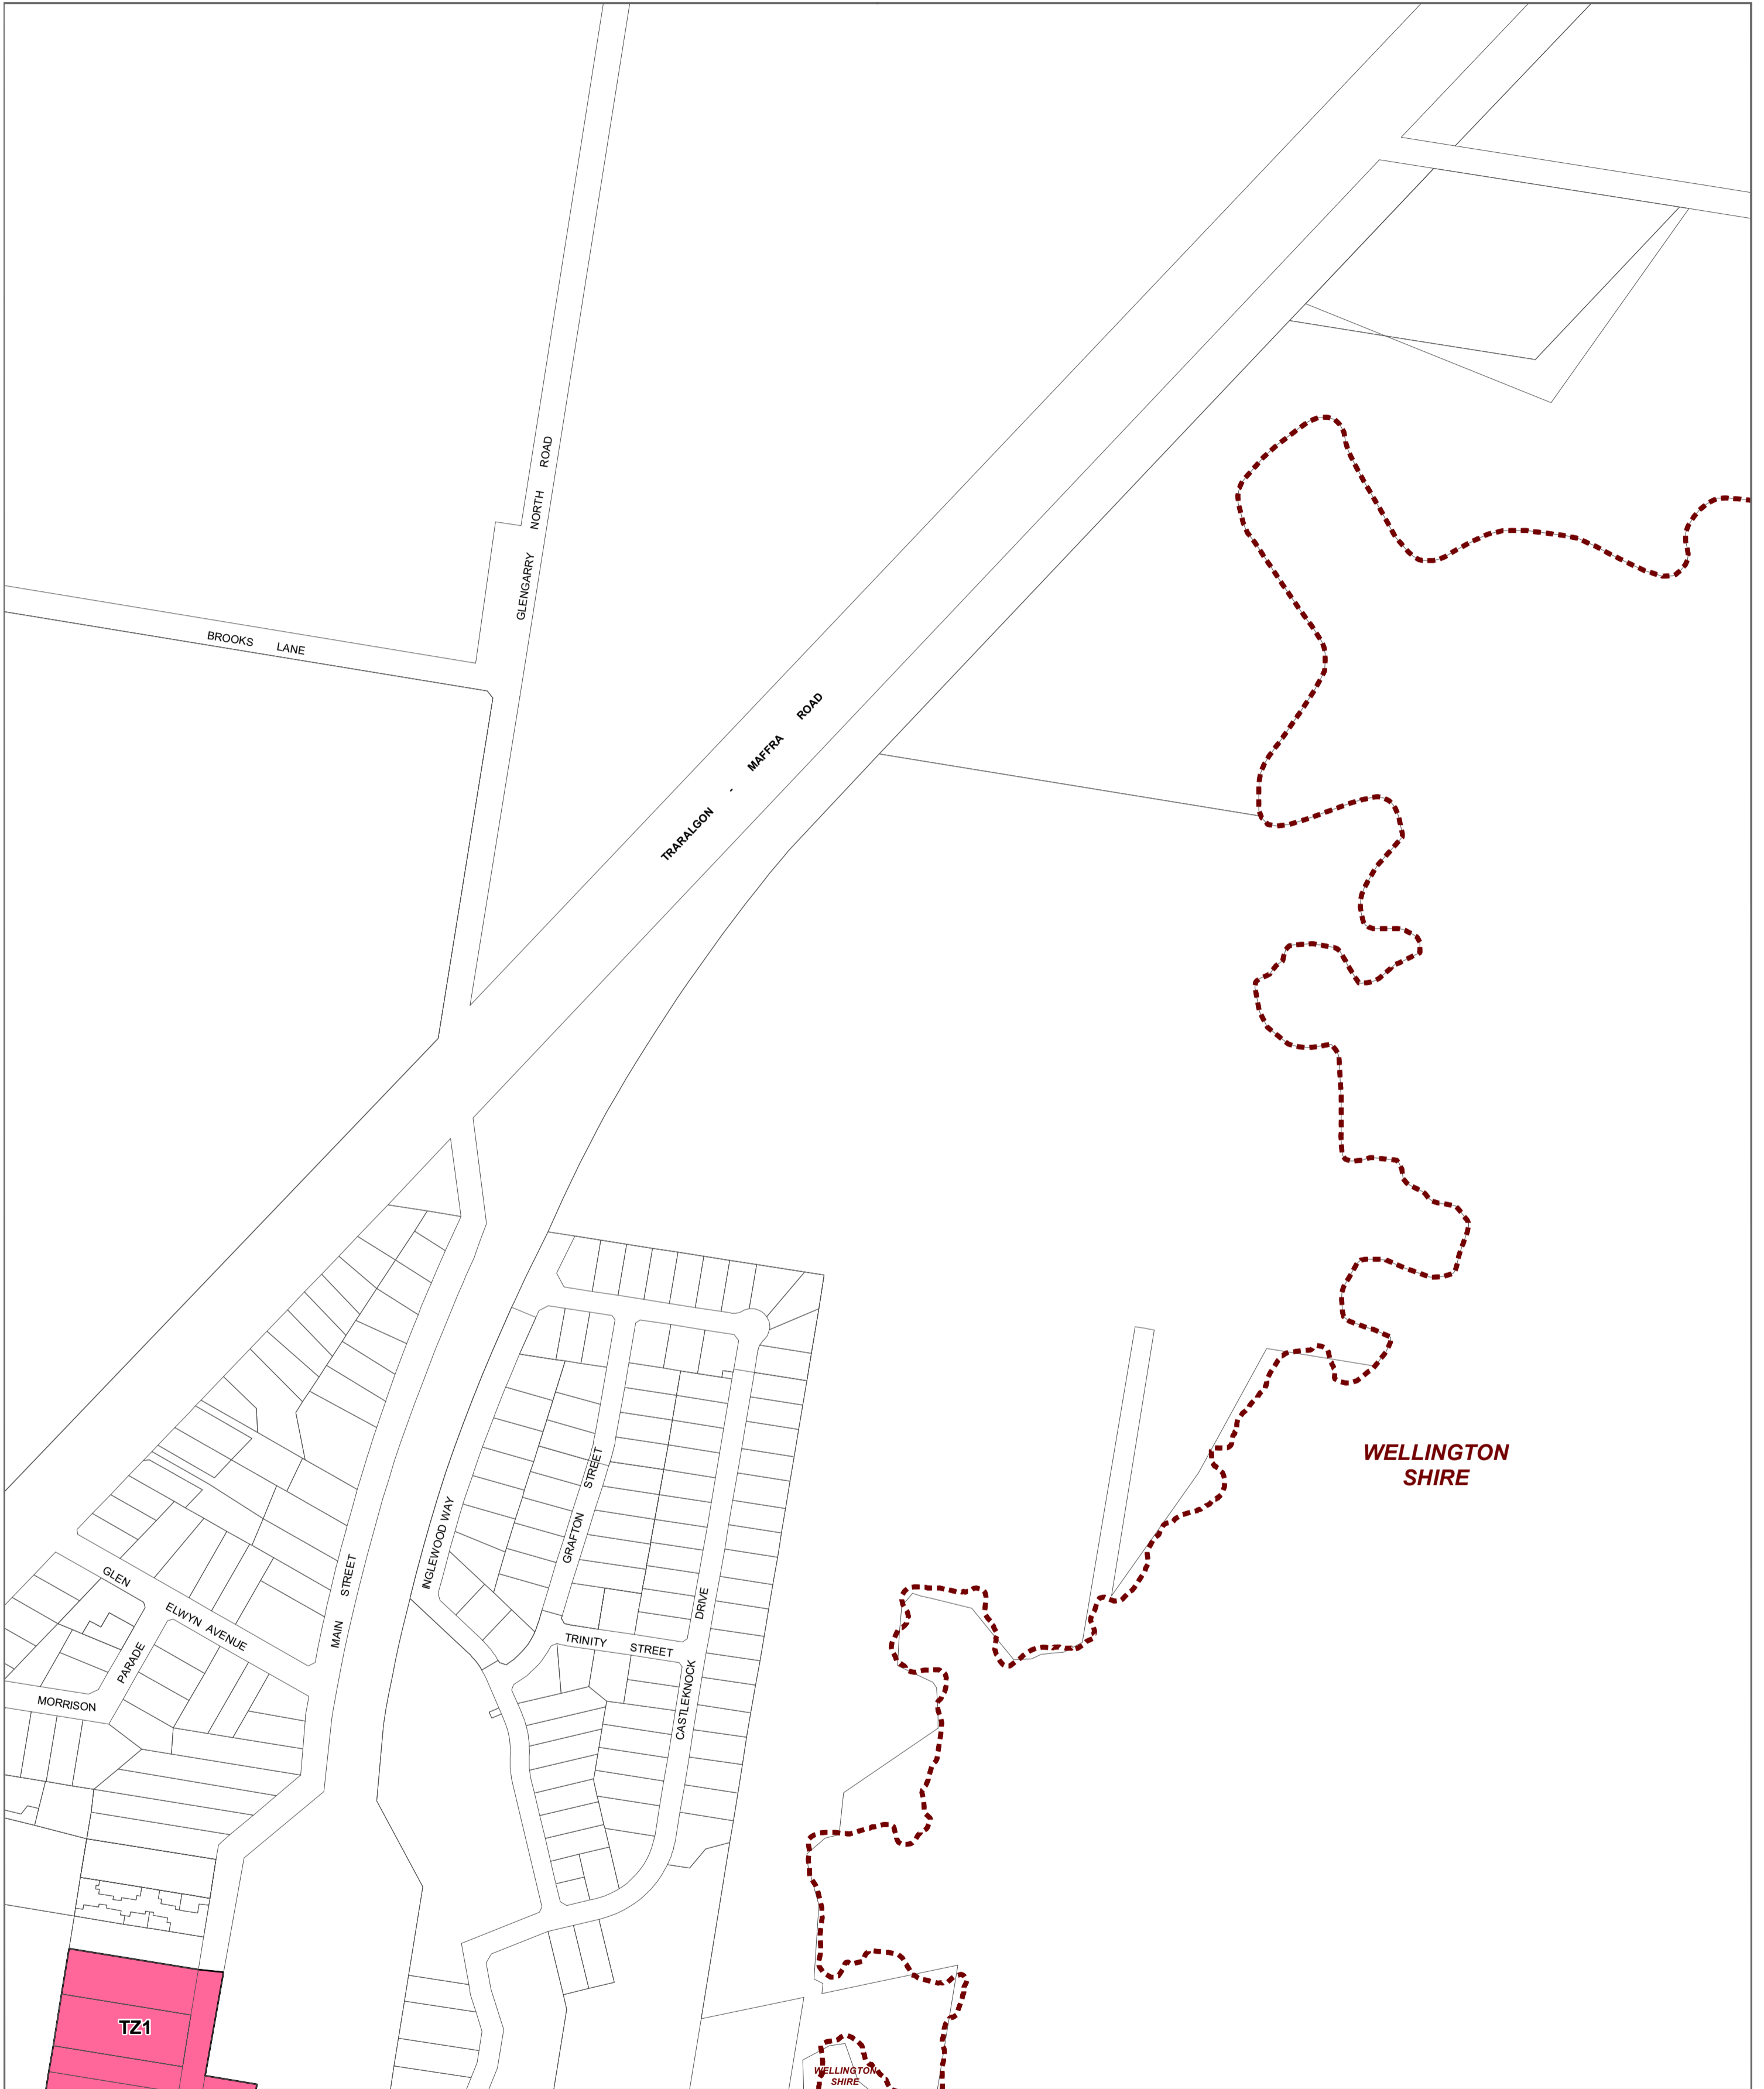 GLENGARRY NORTH ROAD
BROOKS LANE
TRARALGON - MAFFRA ROAD
WELLINGTON
SHIRE
INGLEWOOD WAY
GRAFTON STREET
MAIN STREET
GLEN
ELWYN AVENUE
PARADE
MORRISON
TRINITY STREET
CASTLEKNOCK DRIVE
TZ1
WELLINGTON
SHIRE